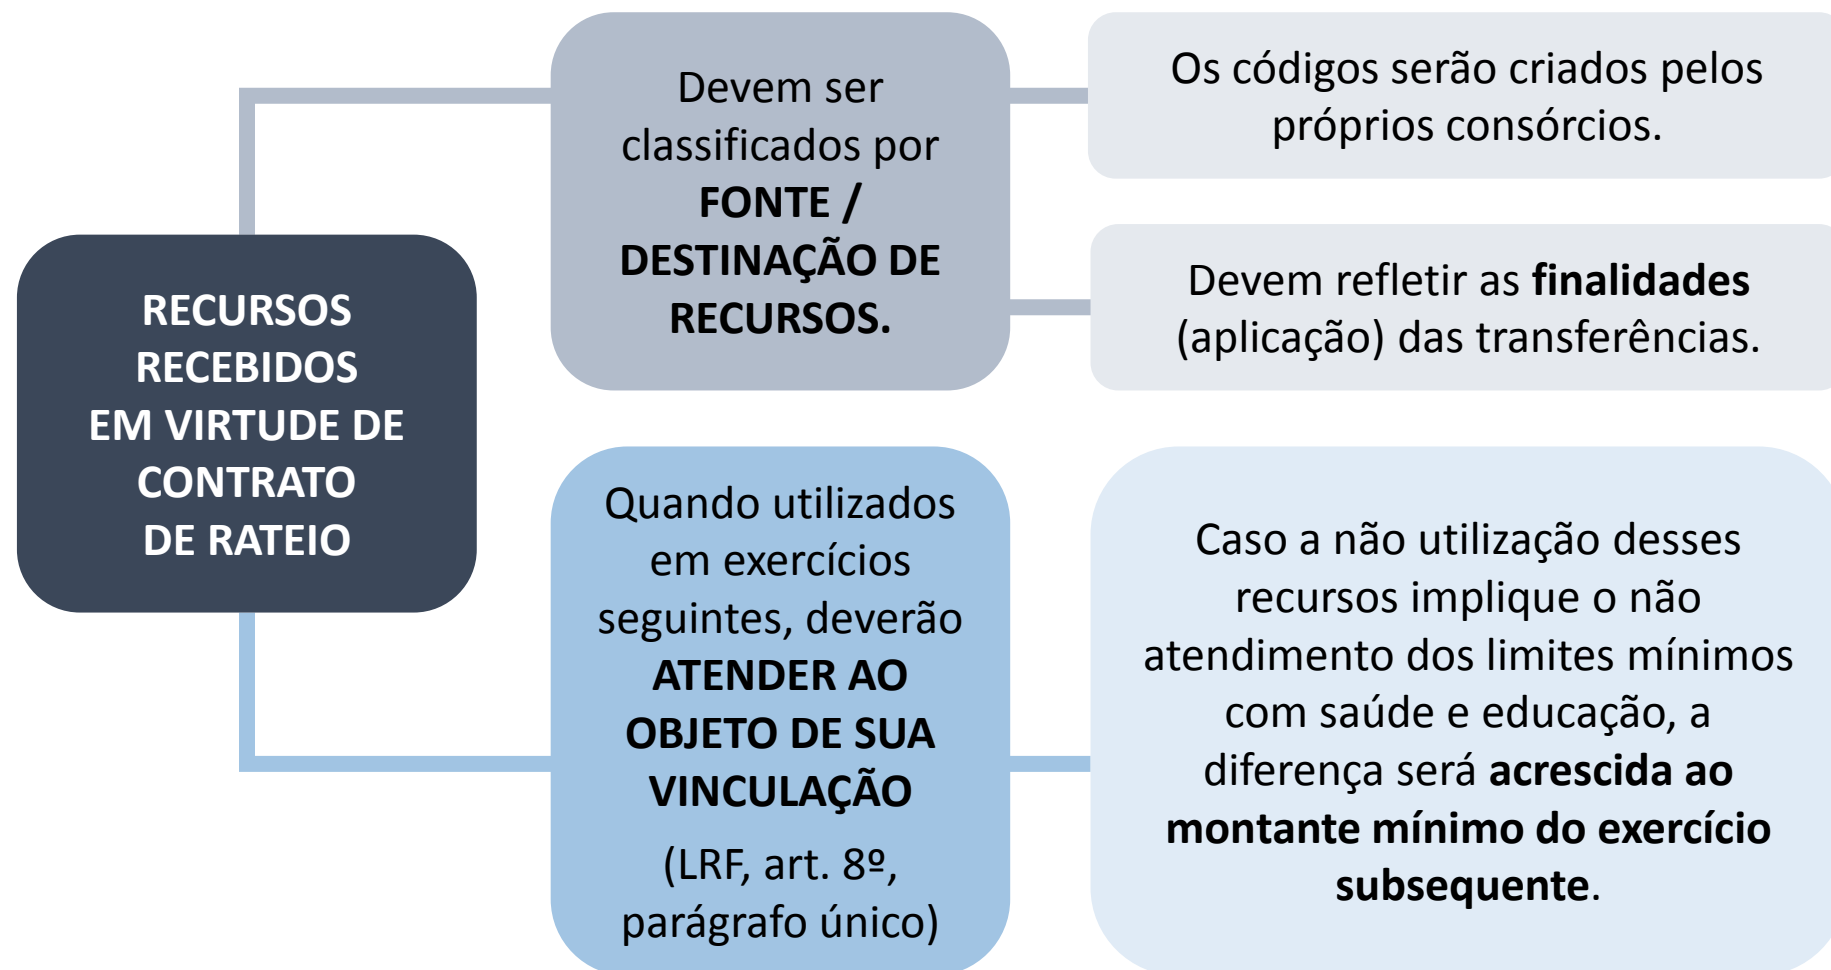 RECURSOS
RECEBIDOS
EM VIRTUDE DE
CONTRATO
DE RATEIO
Devem ser
classificados por
FONTE /
DESTINAÇÃO DE
RECURSOS.
Os códigos serão criados pelos
próprios consórcios.
Devem refletir as finalidades
(aplicação) das transferências.
Quando utilizados
em exercícios
seguintes, deverão
ATENDER AO
OBJETO DE SUA
VINCULAÇÃO
(LRF, art. 8º,
parágrafo único)
Caso a não utilização desses
recursos implique o não
atendimento dos limites mínimos
com saúde e educação, a
diferença será acrescida ao
montante mínimo do exercício
subsequente.